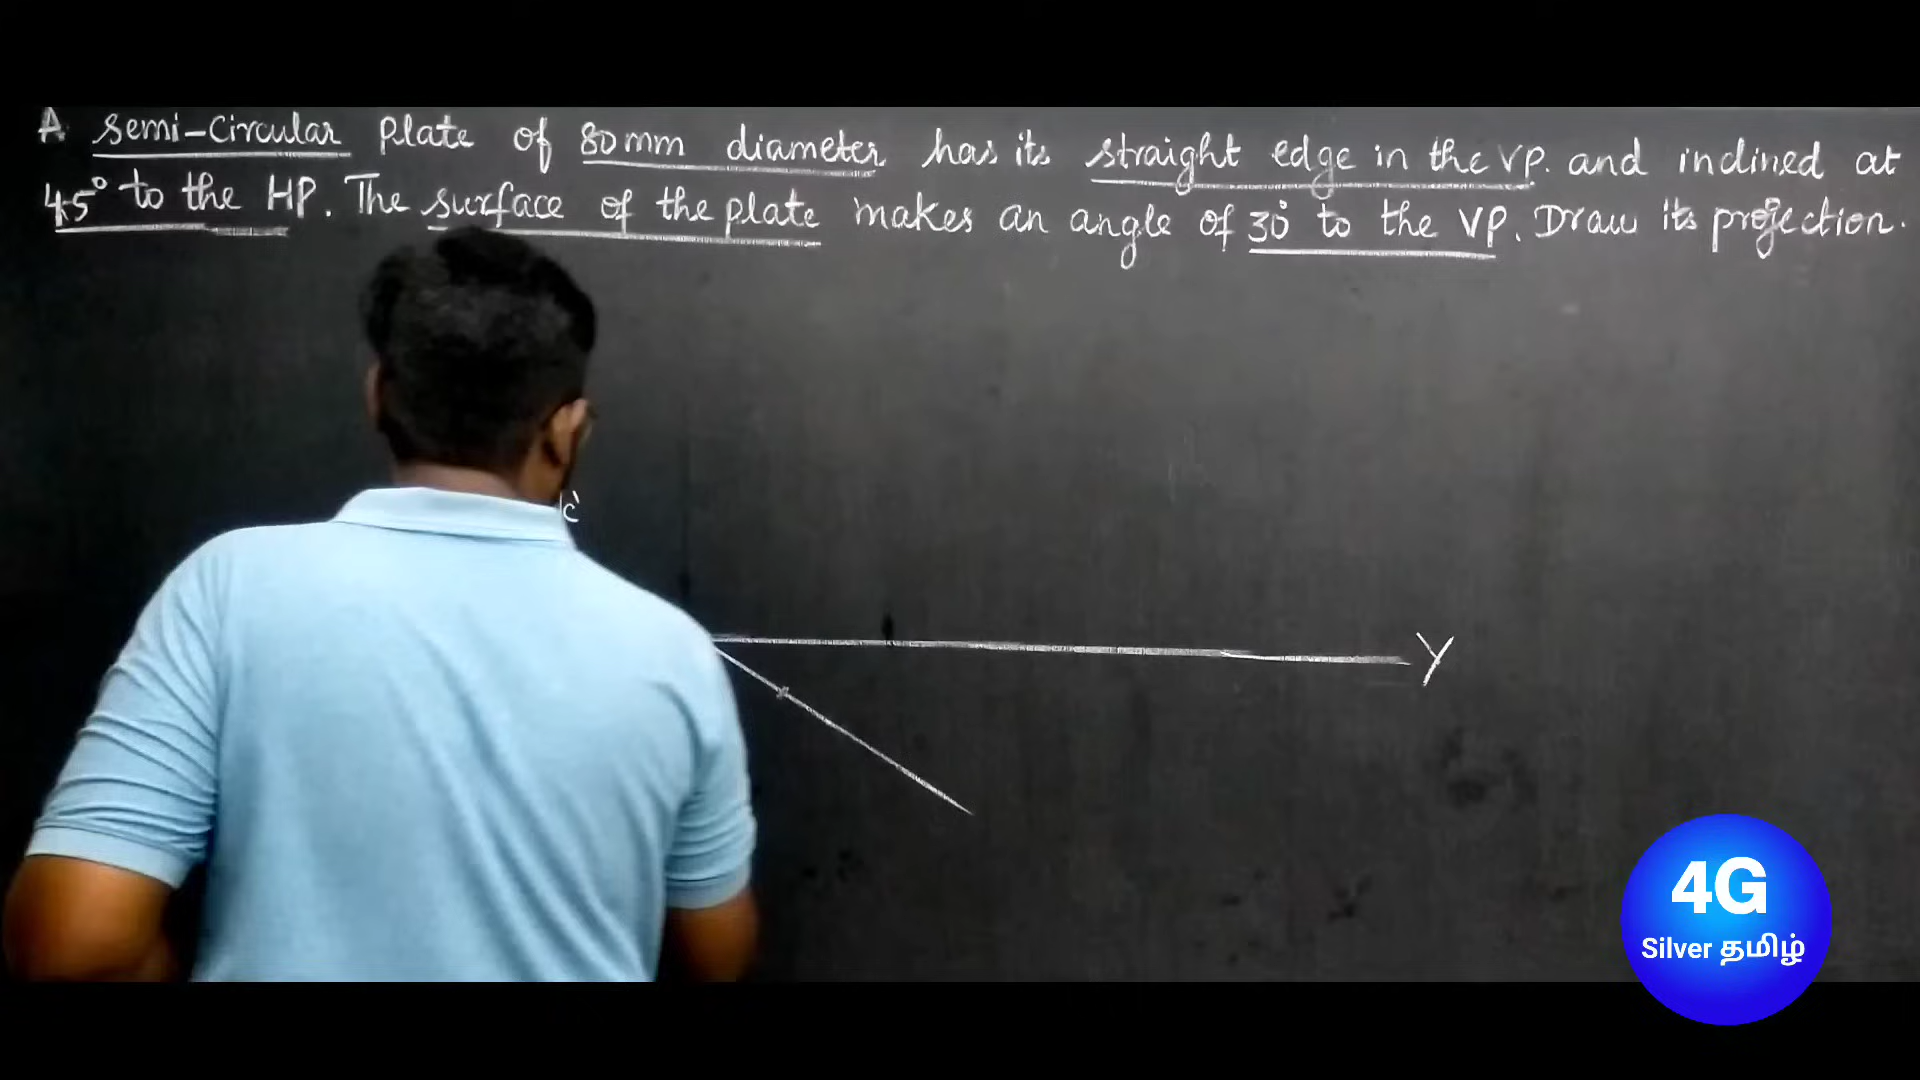 A semi-Circular Plate of 80mm diameter has its straight edge in the VP. and inclined at
45° to the HP. The surface of the plate makes an angle of 30° to the VP. Draw its projection.
c'
Y
4G
Silver தமிழ்